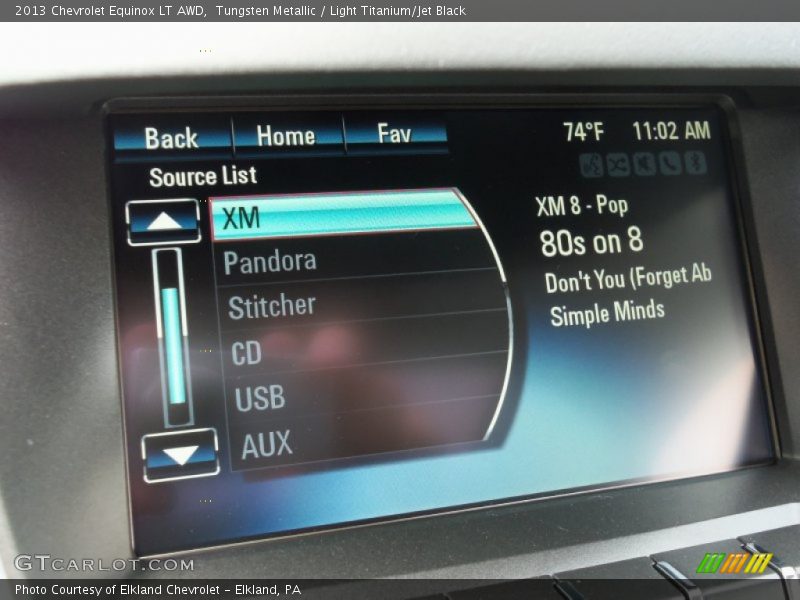 2013 Chevrolet Equinox LT AWD,  Tungsten Metallic / Light Titanium/Jet Black
Back Home Fav 74°F 11:02 AM
Source List
XM
Pandora
Stitcher
CD
USB
AUX
XM 8 - Pop
80s on 8
Don't You (Forget Ab
Simple Minds
GTcarlot.com
Photo Courtesy of Elkland Chevrolet - Elkland, PA